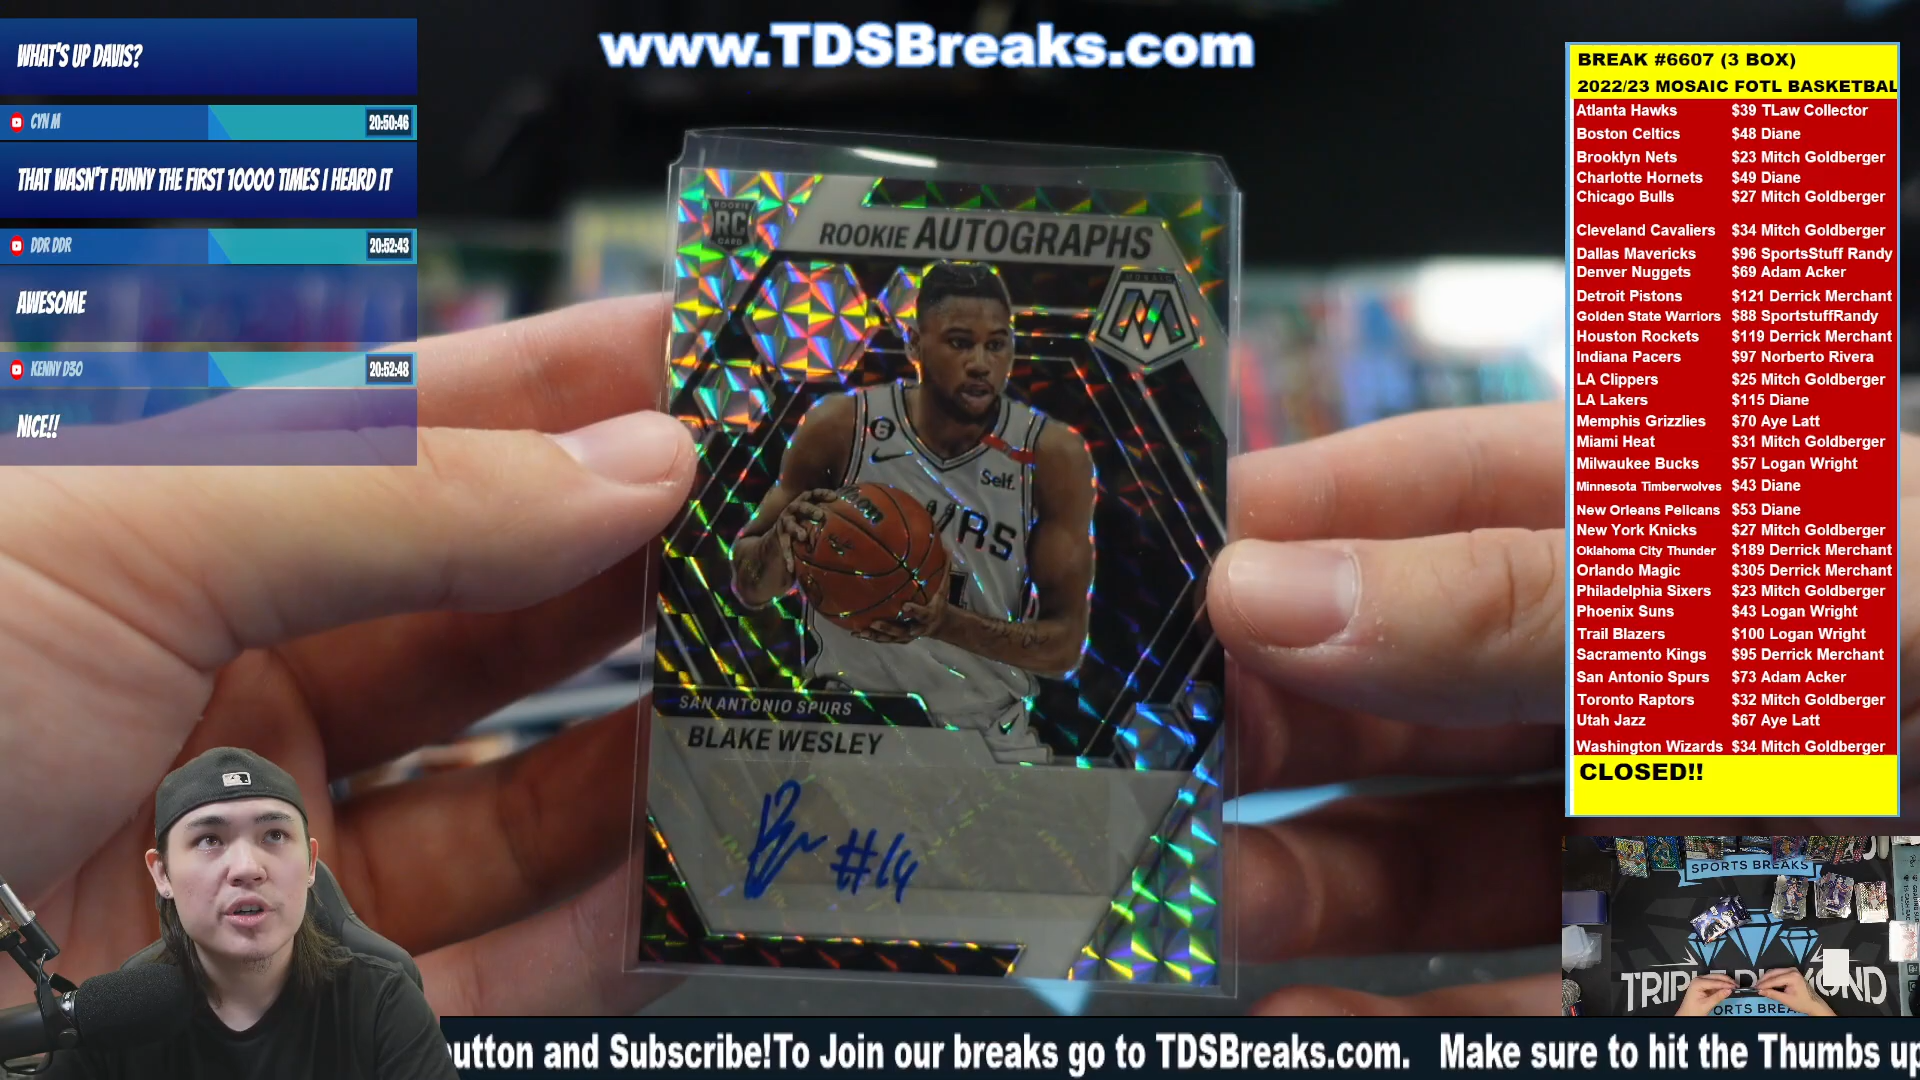 WHAT'S UP DAVIS?
CYN M 20:50:46
THAT WASN'T FUNNY THE FIRST 10000 TIMES I HEARD IT
DDR DDR 20:52:43
AWESOME
KENNY D30 20:52:48
NICE!!
www.TDSBreaks.com
ROOKIE
RC
CARD
ROOKIE AUTOGRAPHS
MOSAIC
M
6
Self.
URS
SAN ANTONIO SPURS
BLAKE WESLEY
#14
BREAK #6607 (3 BOX)
2022/23 MOSAIC FOTL BASKETBAL
Atlanta Hawks $39 TLaw Collector
Boston Celtics $48 Diane
Brooklyn Nets $23 Mitch Goldberger
Charlotte Hornets $49 Diane
Chicago Bulls $27 Mitch Goldberger
Cleveland Cavaliers $34 Mitch Goldberger
Dallas Mavericks $96 SportsStuff Randy
Denver Nuggets $69 Adam Acker
Detroit Pistons $121 Derrick Merchant
Golden State Warriors $88 SportstuffRandy
Houston Rockets $119 Derrick Merchant
Indiana Pacers $97 Norberto Rivera
LA Clippers $25 Mitch Goldberger
LA Lakers $115 Diane
Memphis Grizzlies $70 Aye Latt
Miami Heat $31 Mitch Goldberger
Milwaukee Bucks $57 Logan Wright
Minnesota Timberwolves $43 Diane
New Orleans Pelicans $53 Diane
New York Knicks $27 Mitch Goldberger
Oklahoma City Thunder $189 Derrick Merchant
Orlando Magic $305 Derrick Merchant
Philadelphia Sixers $23 Mitch Goldberger
Phoenix Suns $43 Logan Wright
Trail Blazers $100 Logan Wright
Sacramento Kings $95 Derrick Merchant
San Antonio Spurs $73 Adam Acker
Toronto Raptors $32 Mitch Goldberger
Utah Jazz $67 Aye Latt
Washington Wizards $34 Mitch Goldberger
CLOSED!!
SPORTS BREAKS
TRIPLE DIAMOND
ORTS BREA
utton and Subscribe!To Join our breaks go to TDSBreaks.com. Make sure to hit the Thumbs up